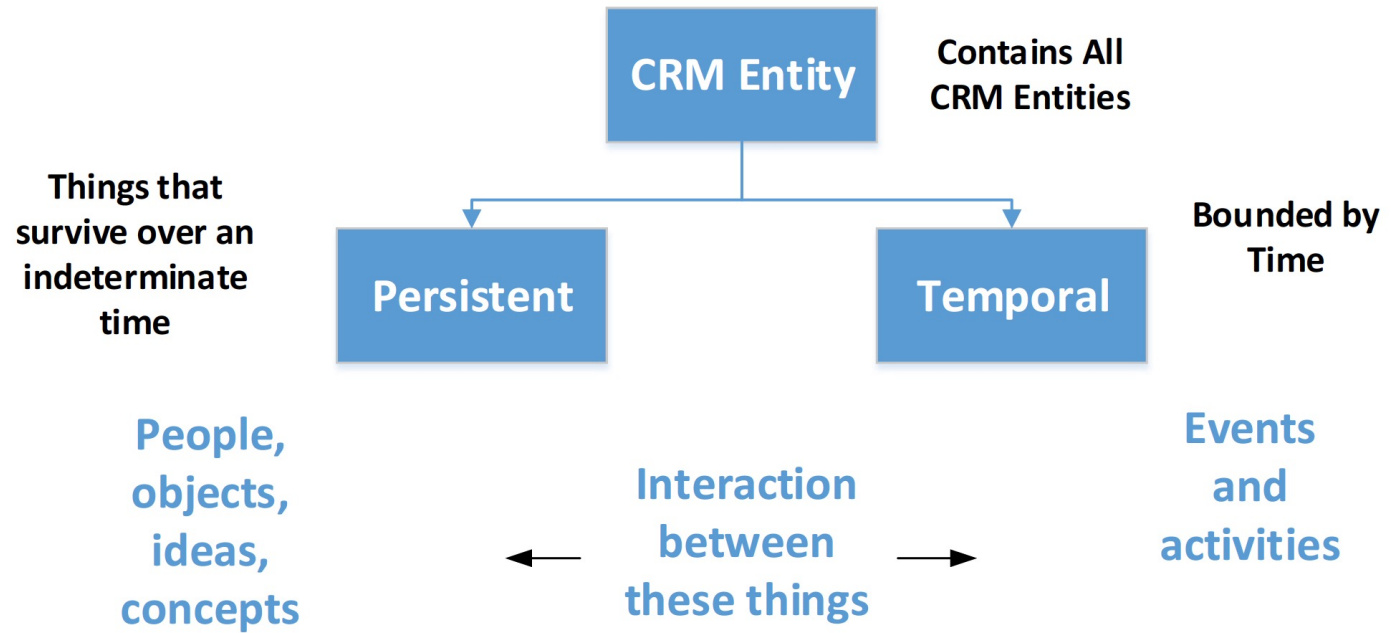 CRM Entity
Contains All
CRM Entities
Things that
survive over an
indeterminate
time
Persistent
Temporal
Bounded by
Time
People,
objects,
ideas,
concepts
Interaction
between
these things
Events
and
activities